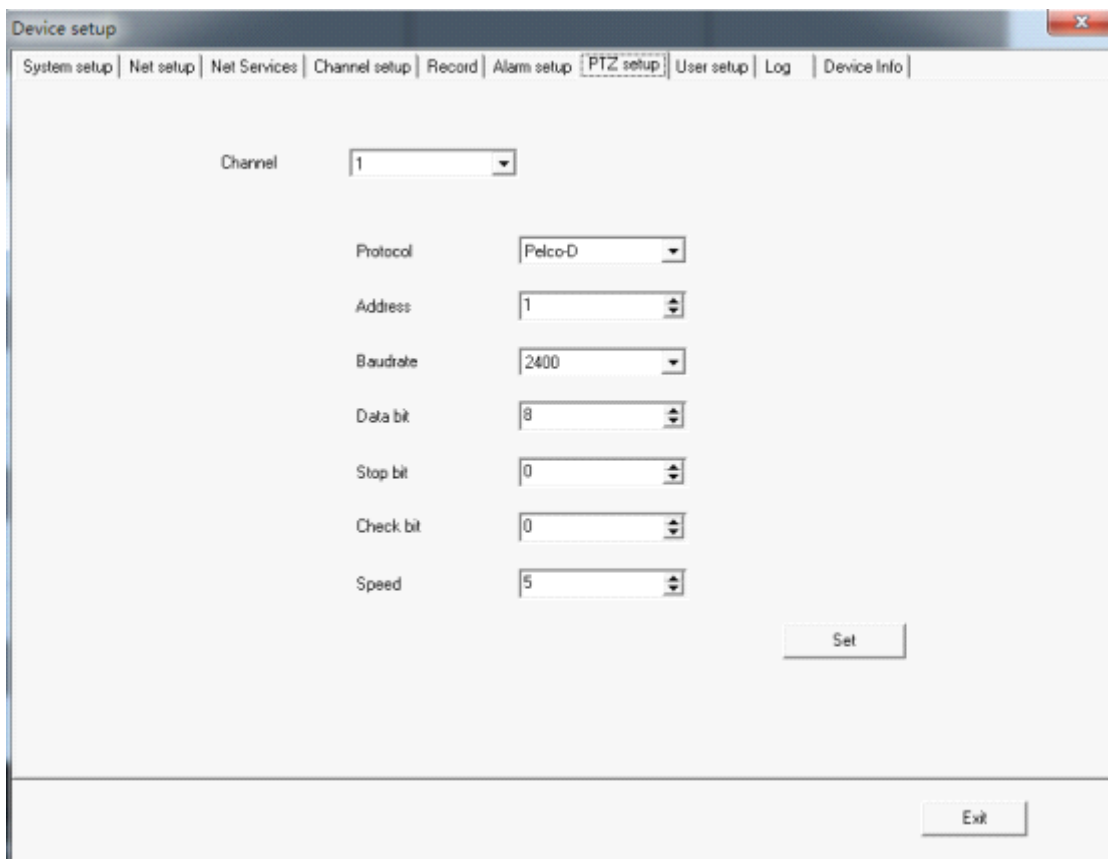 Device setup
System setup Net setup Net Services Channel setup Record Alarm setup PTZ setup User setup Log Device Info
Channel 1
Protocol Pelco-D
Address 1
Baudrate 2400
Data bit 8
Stop bit 0
Check bit 0
Speed 5
Set
Exit